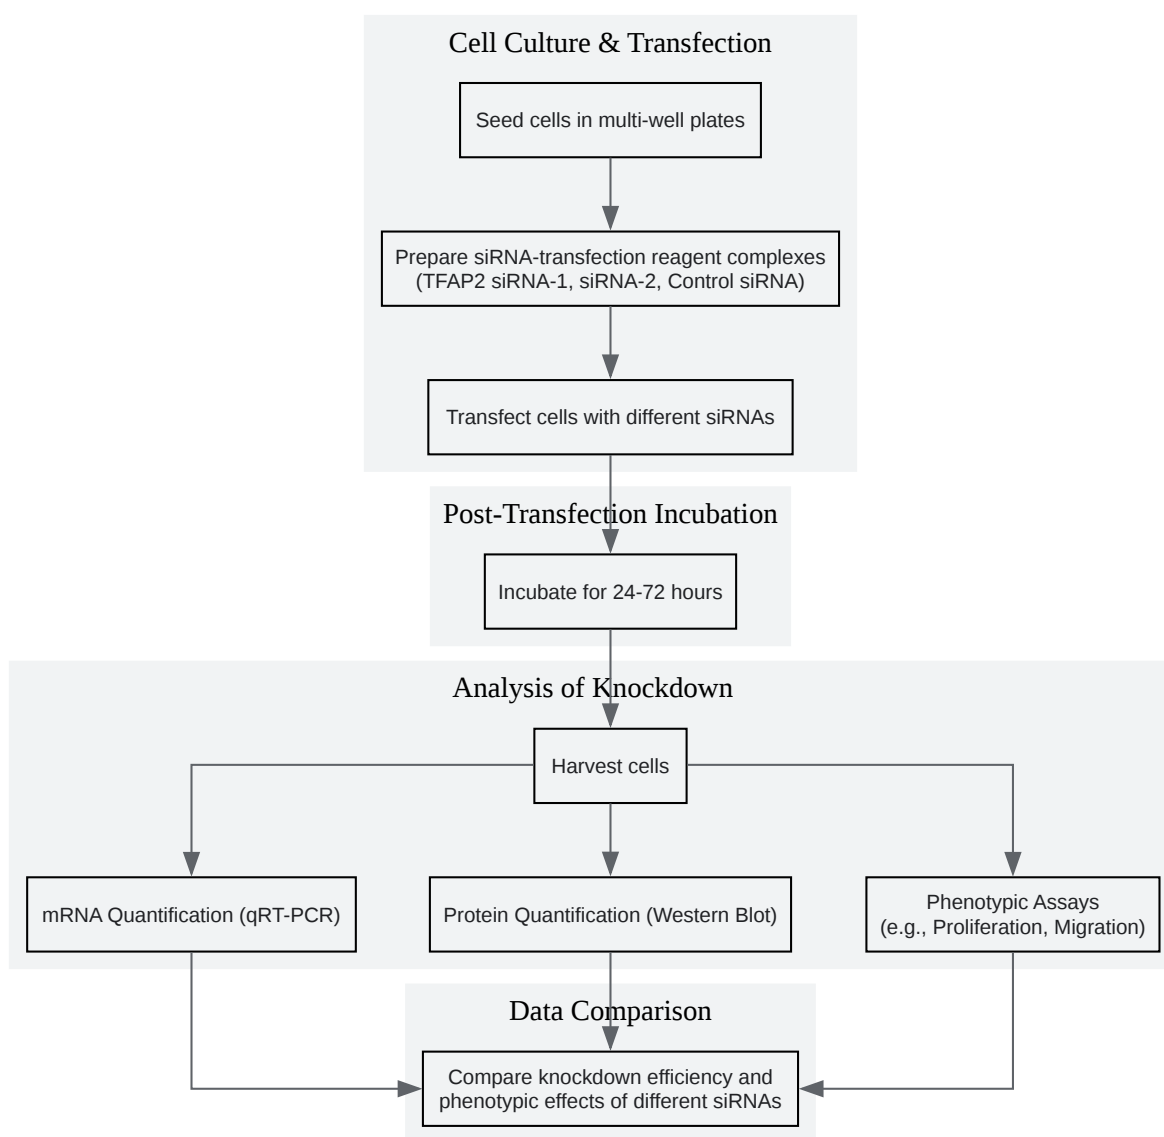 Cell Culture & Transfection
Seed cells in multi-well plates
Prepare siRNA-transfection reagent complexes
(TFAP2 siRNA-1, siRNA-2, Control siRNA)
Transfect cells with different siRNAs
Post-Transfection Incubation
Incubate for 24-72 hours
Analysis of Knockdown
Harvest cells
mRNA Quantification (qRT-PCR)
Protein Quantification (Western Blot)
Phenotypic Assays
(e.g., Proliferation, Migration)
Data Comparison
Compare knockdown efficiency and
phenotypic effects of different siRNAs